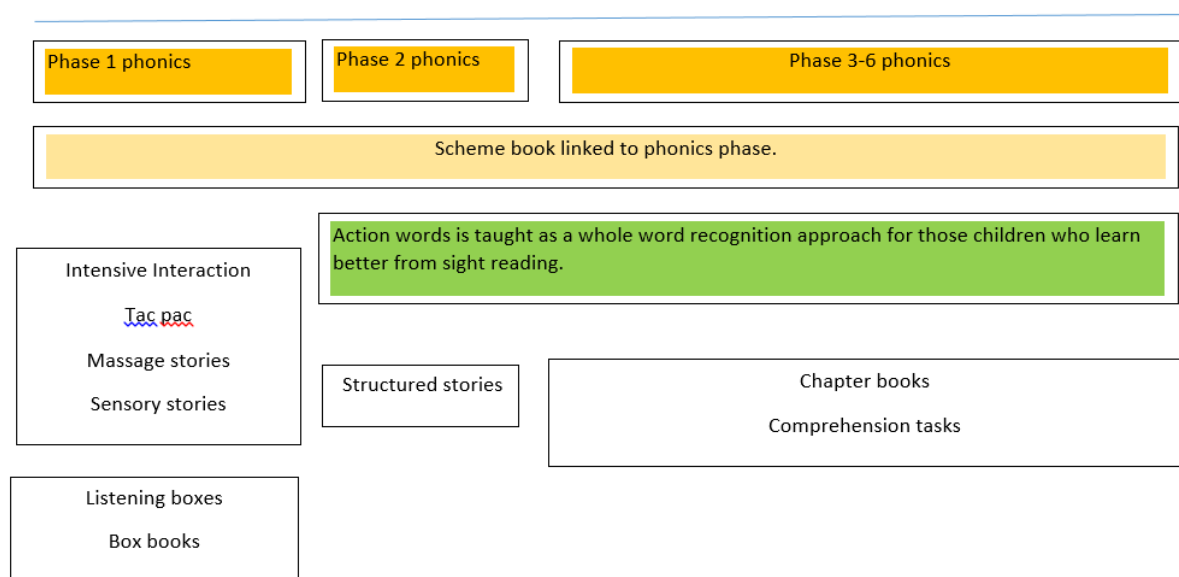 Phase 1 phonics
Phase 2 phonics
Phase 3-6 phonics
Scheme book linked to phonics phase.
Action words is taught as a whole word recognition approach for those children who learn
better from sight reading.
Intensive Interaction
Tac pac
Massage stories
Sensory stories
Structured stories
Chapter books
Comprehension tasks
Listening boxes
Box books